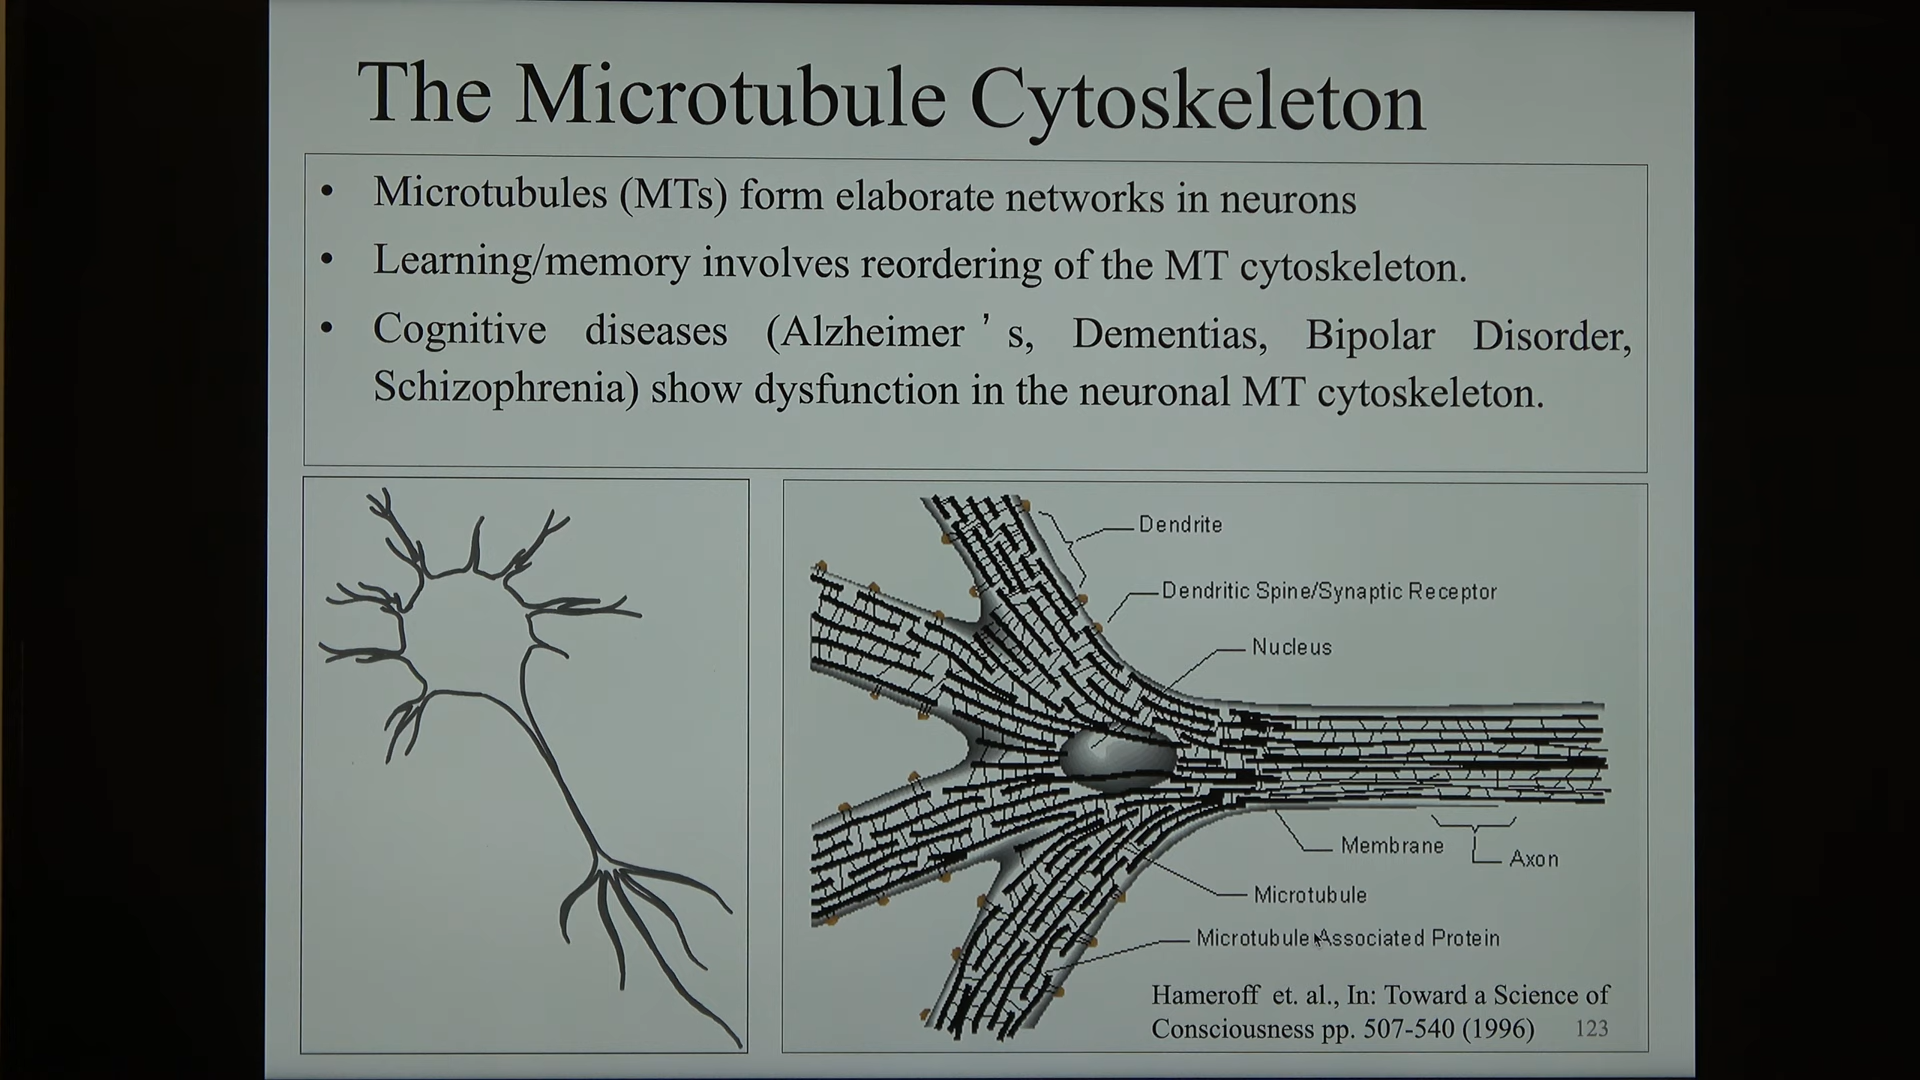 The Microtubule Cytoskeleton
• Microtubules (MTs) form elaborate networks in neurons
• Learning/memory involves reordering of the MT cytoskeleton.
• Cognitive diseases (Alzheimer ’ s, Dementias, Bipolar Disorder,
Schizophrenia) show dysfunction in the neuronal MT cytoskeleton.
Dendrite
Dendritic Spine/Synaptic Receptor
Nucleus
Membrane
Axon
Microtubule
Microtubule Associated Protein
Hameroff et. al., In: Toward a Science of
Consciousness pp. 507-540 (1996)
123